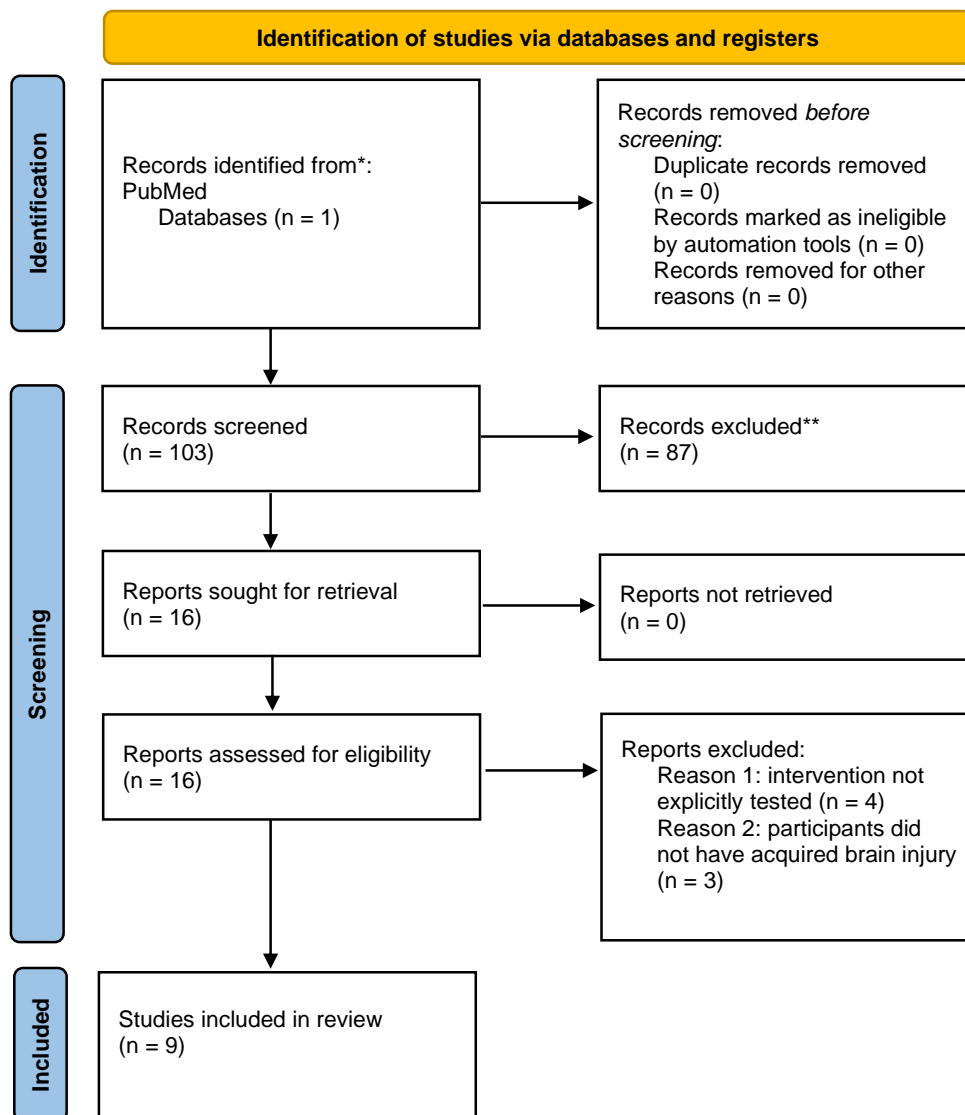 Identification of studies via databases and registers
Identification
Records identified from*:
PubMed
Databases (n = 1)
Records removed before
screening:
Duplicate records removed
(n = 0)
Records marked as ineligible
by automation tools (n = 0)
Records removed for other
reasons (n = 0)
Screening
Records screened
(n = 103)
Records excluded**
(n = 87)
Reports sought for retrieval
(n = 16)
Reports not retrieved
(n = 0)
Reports assessed for eligibility
(n = 16)
Reports excluded:
Reason 1: intervention not
explicitly tested (n = 4)
Reason 2: participants did
not have acquired brain injury
(n = 3)
Included
Studies included in review
(n = 9)